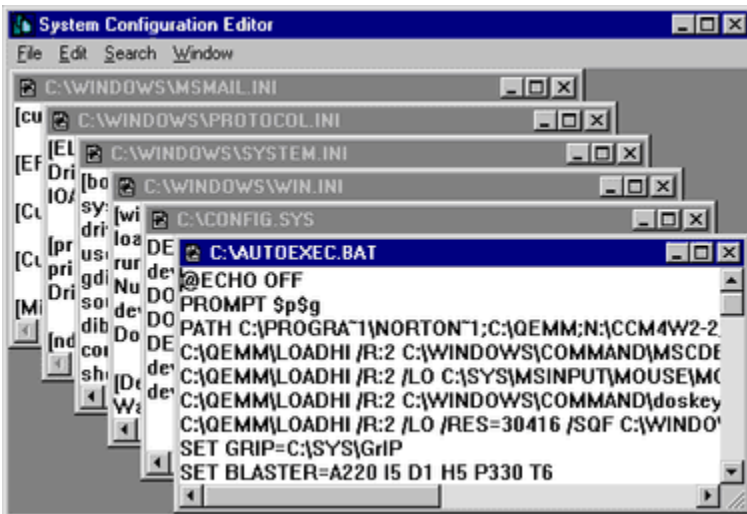 System Configuration Editor
File Edit Search Window
C:\WINDOWS\MSMAIL.INI
C:\WINDOWS\PROTOCOL.INI
C:\WINDOWS\SYSTEM.INI
C:\WINDOWS\WIN.INI
C:\CONFIG.SYS
C:\AUTOEXEC.BAT
@ECHO OFF
PROMPT $p$g
PATH C:\PROGRA~1\NORTON~1;C:\QEMM;N:\CCM4W2-2
C:\QEMM\LOADHI /R:2 C:\WINDOWS\COMMAND\MSCDE
C:\QEMM\LOADHI /R:2 /LO C:\SYS\MSINPUT\MOUSE\MO
C:\QEMM\LOADHI /R:2 C:\WINDOWS\COMMAND\doskey
C:\QEMM\LOADHI /R:2 /LO /RES=30416 /SQF C:\WINDO
SET GRIP=C:\SYS\GrIP
SET BLASTER=A220 I5 D1 H5 P330 T6